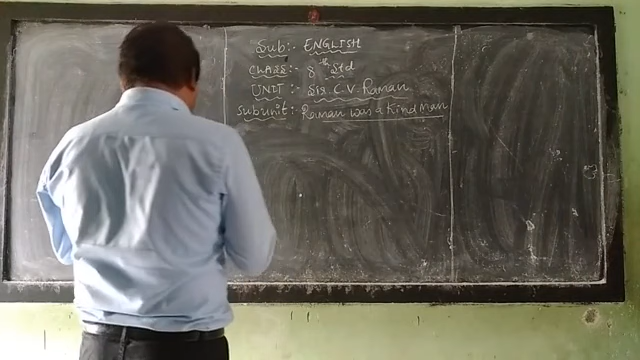 Sub:- ENGLISH
CLASS:- 8th Std
UNIT:- Sir. C. V. Raman
Subunit:- Raman was a kind man